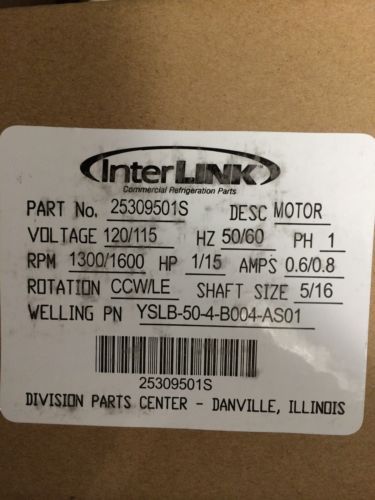 InterLINK
Commercial Refrigeration Parts
PART No. 25309501S DESC MOTOR
VOLTAGE 120/115 HZ 50/60 PH 1
RPM 1300/1600 HP 1/15 AMPS 0.6/0.8
ROTATION CCW/LE SHAFT SIZE 5/16
WELLING PN YSLB-50-4-B004-AS01
25309501S
DIVISION PARTS CENTER - DANVILLE, ILLINOIS